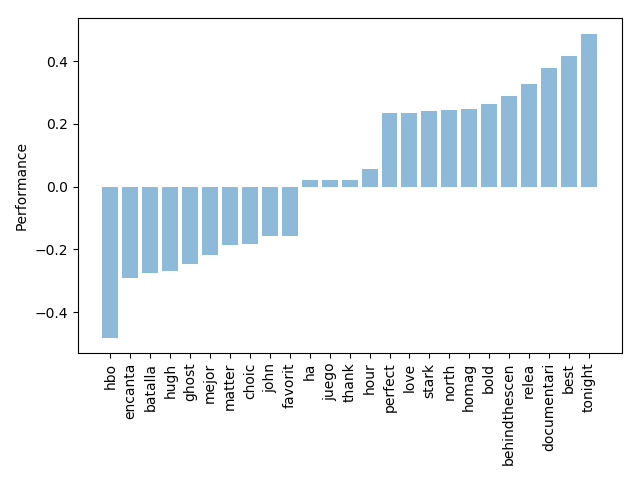 Performance
0.4
0.2
0.0
−0.2
−0.4
hbo
encanta
batalla
hugh
ghost
mejor
matter
choic
john
favorit
ha
juego
thank
hour
perfect
love
stark
north
homag
bold
behindthescen
relea
documentari
best
tonight